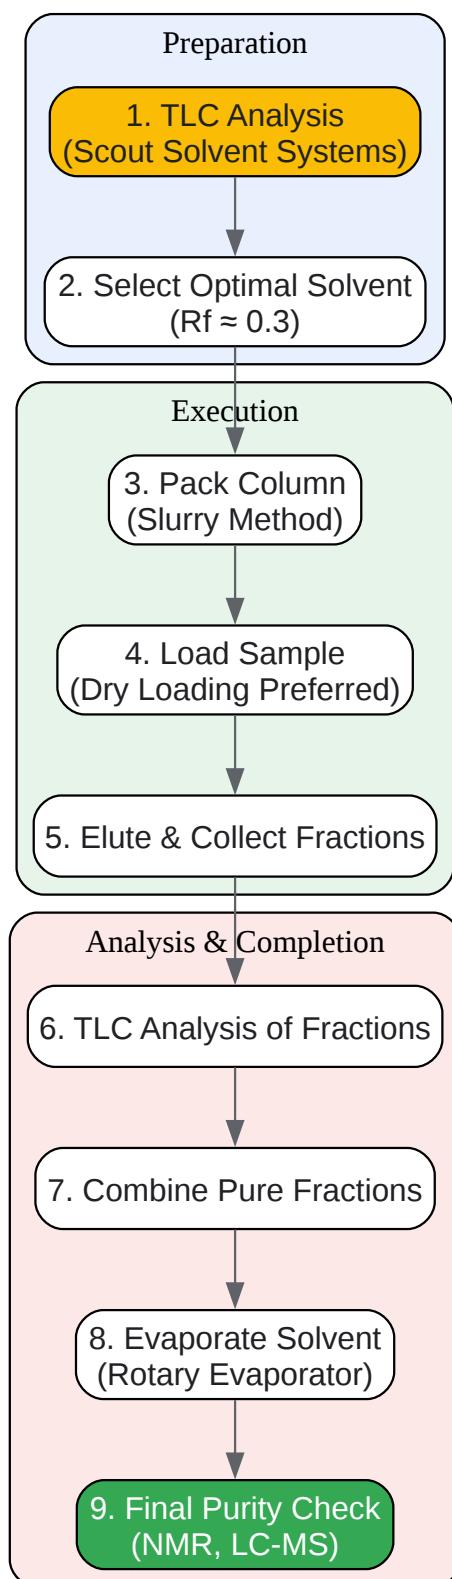 Preparation
1. TLC Analysis
(Scout Solvent Systems)
2. Select Optimal Solvent
(Rf ≈ 0.3)
Execution
3. Pack Column
(Slurry Method)
4. Load Sample
(Dry Loading Preferred)
5. Elute & Collect Fractions
Analysis & Completion
6. TLC Analysis of Fractions
7. Combine Pure Fractions
8. Evaporate Solvent
(Rotary Evaporator)
9. Final Purity Check
(NMR, LC-MS)